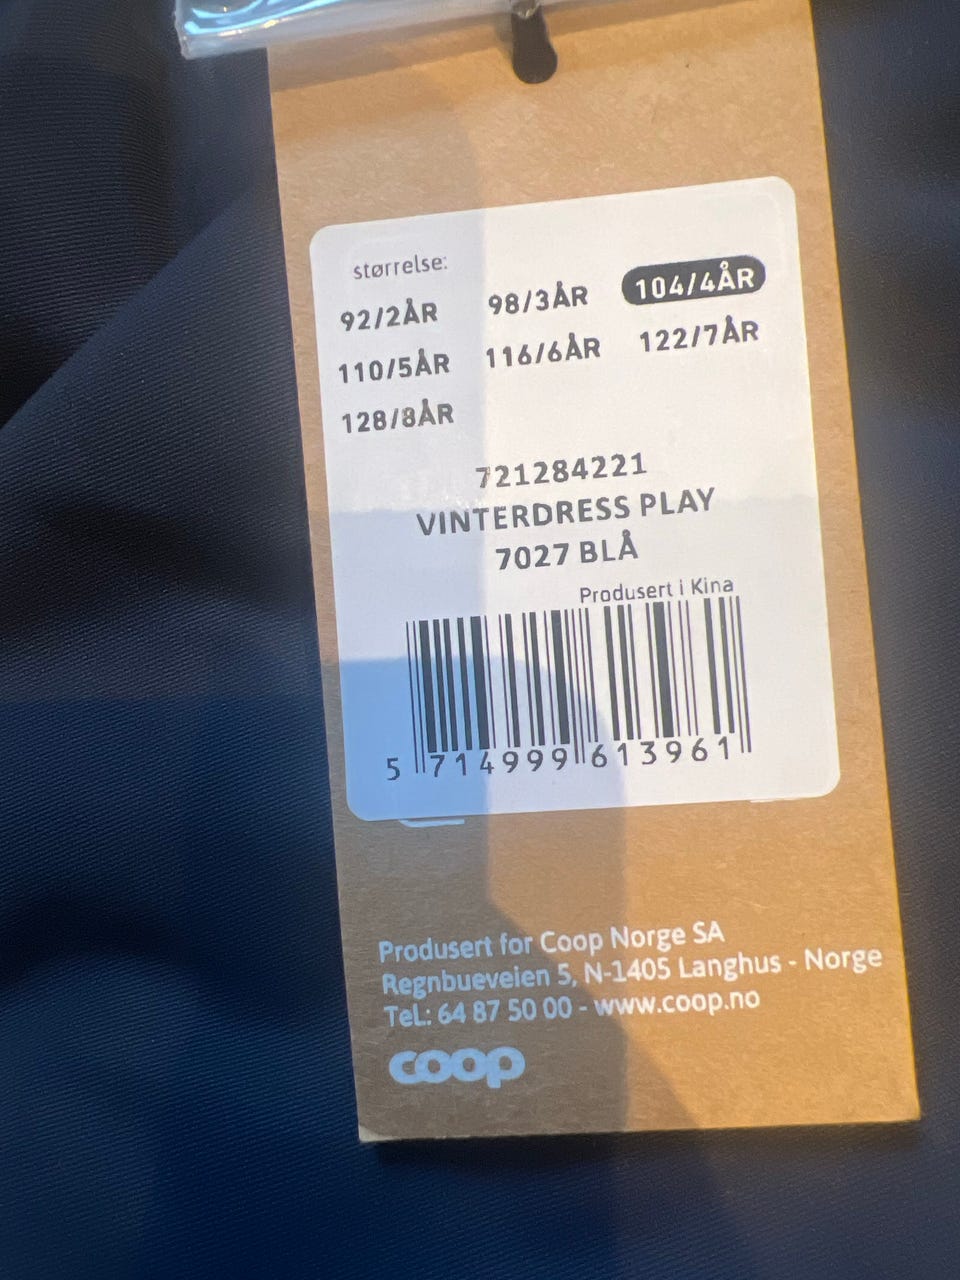 størrelse:
92/2ÅR 98/3ÅR 104/4ÅR
110/5ÅR 116/6ÅR 122/7ÅR
128/8ÅR
721284221
VINTERDRESS PLAY
7027 BLÅ
Produsert i Kina
5 714999 613961
Produsert for Coop Norge SA
Regnbueveien 5, N-1405 Langhus - Norge
Tel.: 64 87 50 00 - www.coop.no
coop